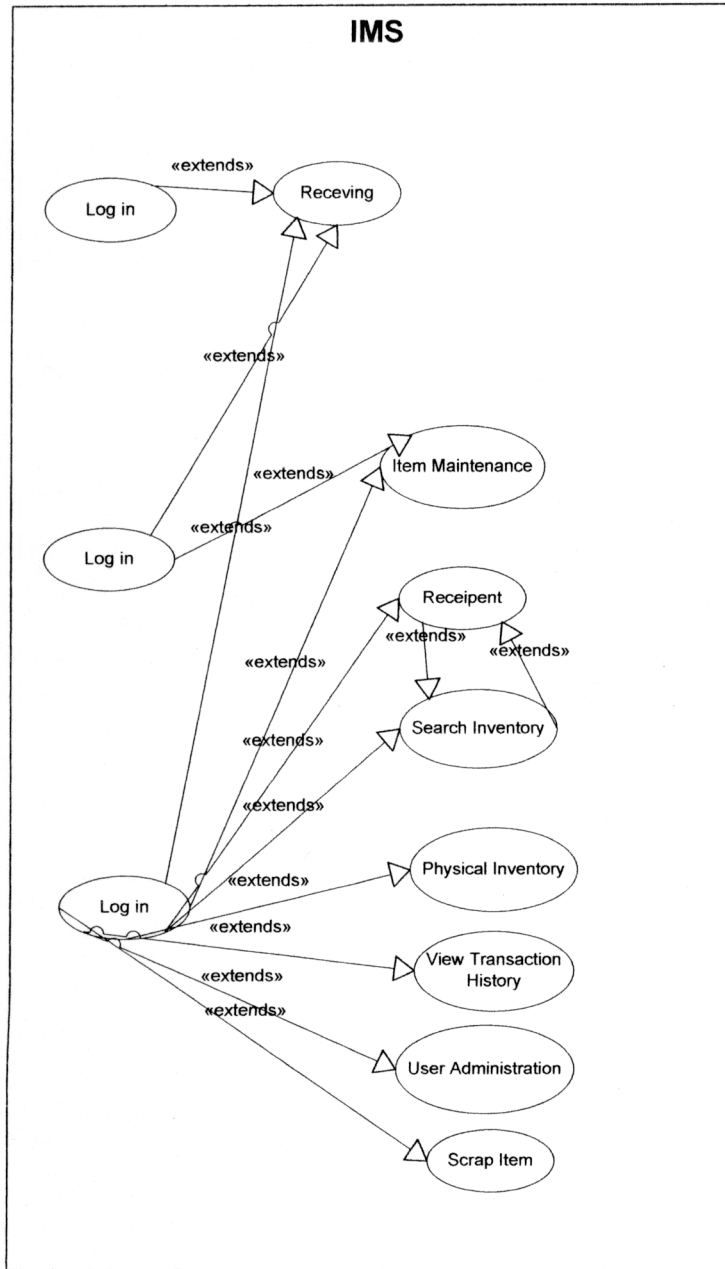 IMS
«extends»
Receving
Log in
«extends»
Item Maintenance
«extends»
«extends»
Log in
Receipent
«extends»
«extends»
«extends»
Search Inventory
«extends»
«extends»
Physical Inventory
«extends»
Log in
«extends»
View Transaction
History
«extends»
«extends»
User Administration
Scrap Item